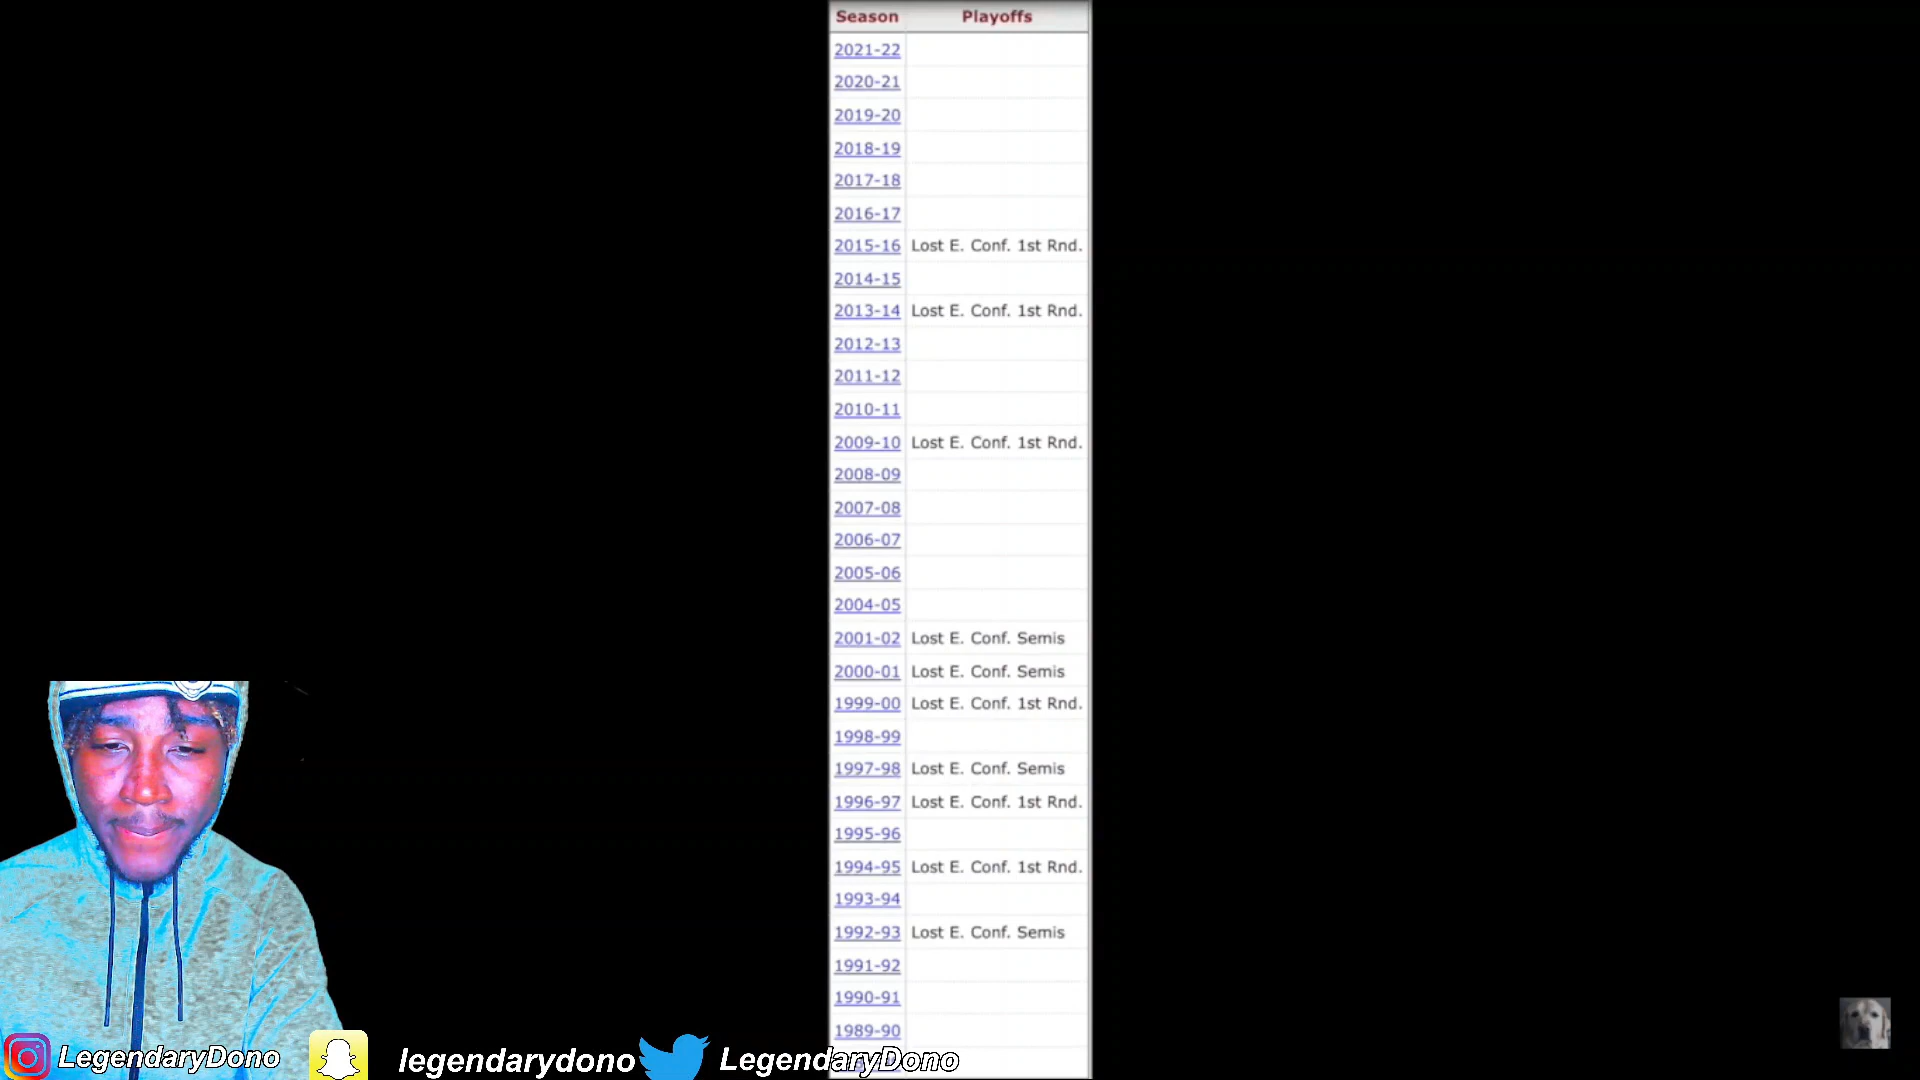 Season Playoffs
2021-22
2020-21
2019-20
2018-19
2017-18
2016-17
2015-16 Lost E. Conf. 1st Rnd.
2014-15
2013-14 Lost E. Conf. 1st Rnd.
2012-13
2011-12
2010-11
2009-10 Lost E. Conf. 1st Rnd.
2008-09
2007-08
2006-07
2005-06
2004-05
2001-02 Lost E. Conf. Semis
2000-01 Lost E. Conf. Semis
1999-00 Lost E. Conf. 1st Rnd.
1998-99
1997-98 Lost E. Conf. Semis
1996-97 Lost E. Conf. 1st Rnd.
1995-96
1994-95 Lost E. Conf. 1st Rnd.
1993-94
1992-93 Lost E. Conf. Semis
1991-92
1990-91
1989-90
LegendaryDono legendarydono LegendaryDono